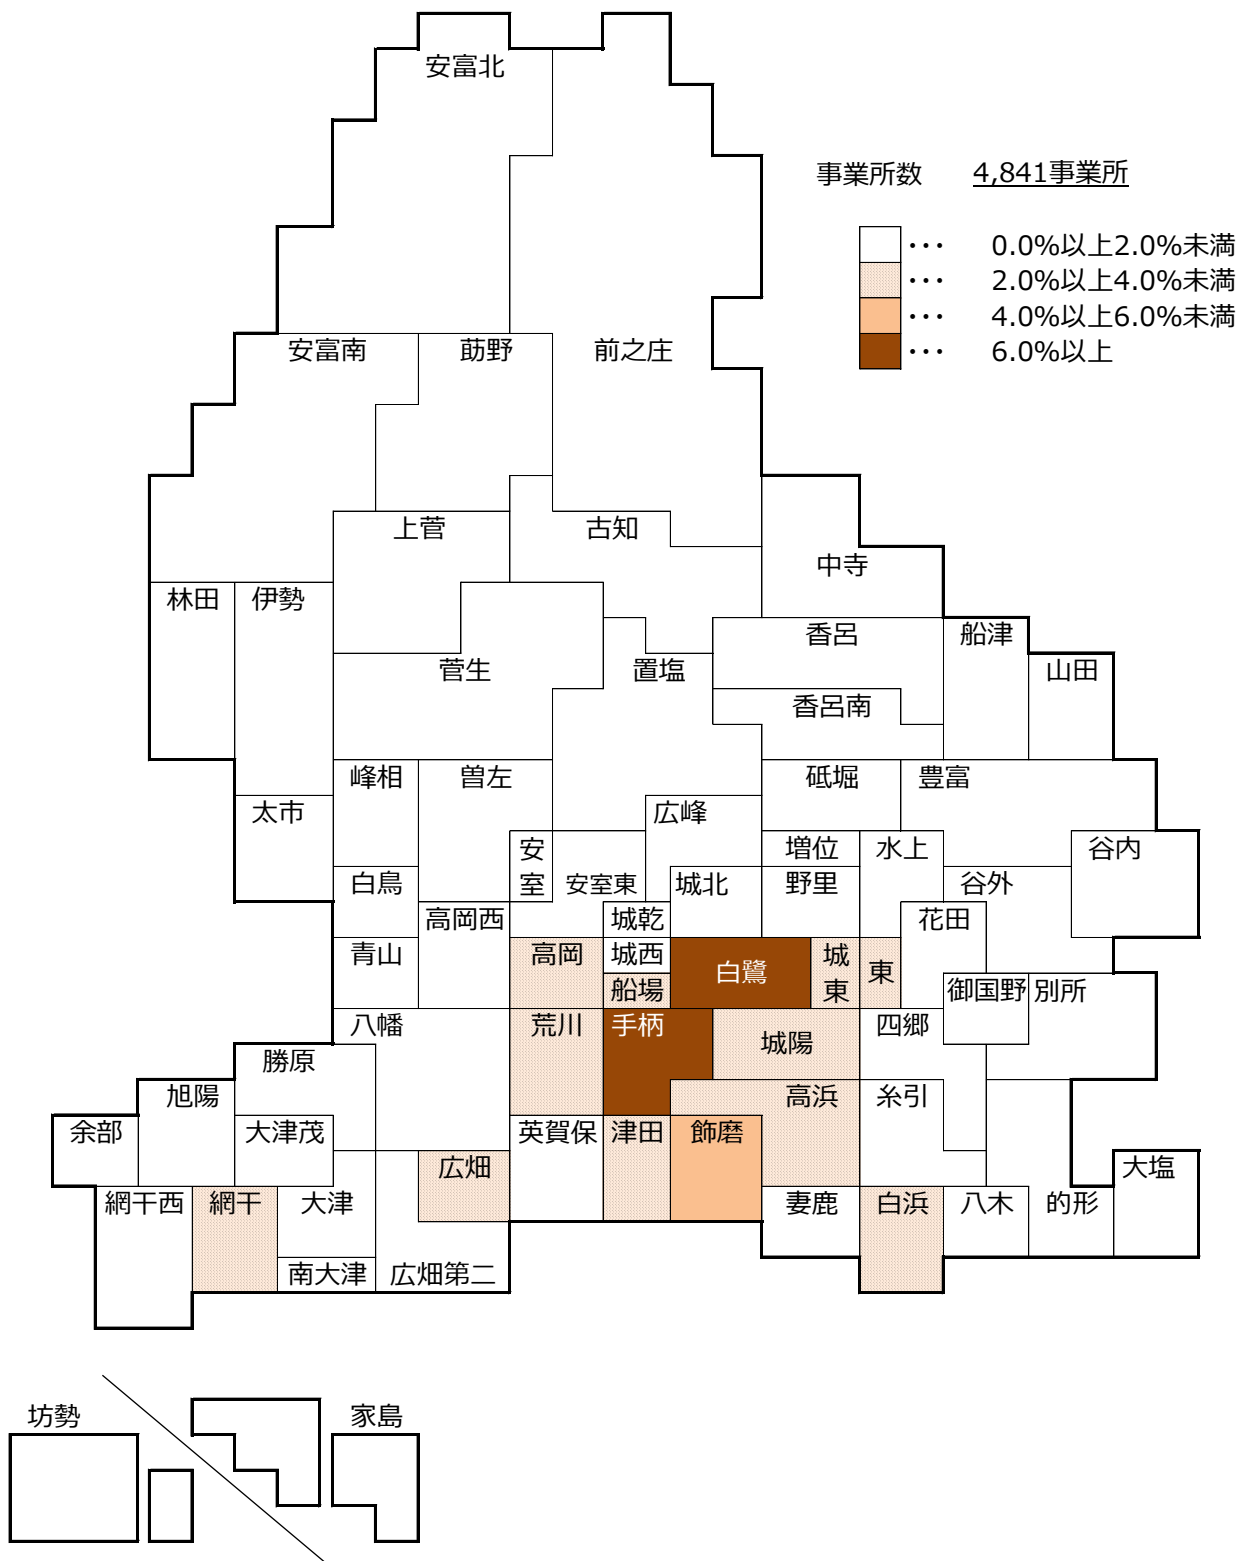 安富北
事業所数 4,841事業所
･･･ 0.0%以上2.0%未満
･･･ 2.0%以上4.0%未満
･･･ 4.0%以上6.0%未満
･･･ 6.0%以上
安富南 莇野 前之庄
上菅 古知
中寺
林田 伊勢
香呂 船津
菅生 置塩 山田
香呂南
峰相 曽左 砥堀 豊富
太市 広峰
安室 増位 水上 谷内
白鳥 安室東 城北 野里 谷外
高岡西 城乾 花田
青山 高岡 城西 白鷺 城東 東
船場 御国野 別所
八幡 荒川 手柄 城陽 四郷
勝原
旭陽 高浜 糸引
余部 大津茂 英賀保 津田 飾磨
広畑 大塩
網干西 網干 大津 妻鹿 白浜 八木 的形
南大津 広畑第二
坊勢 家島